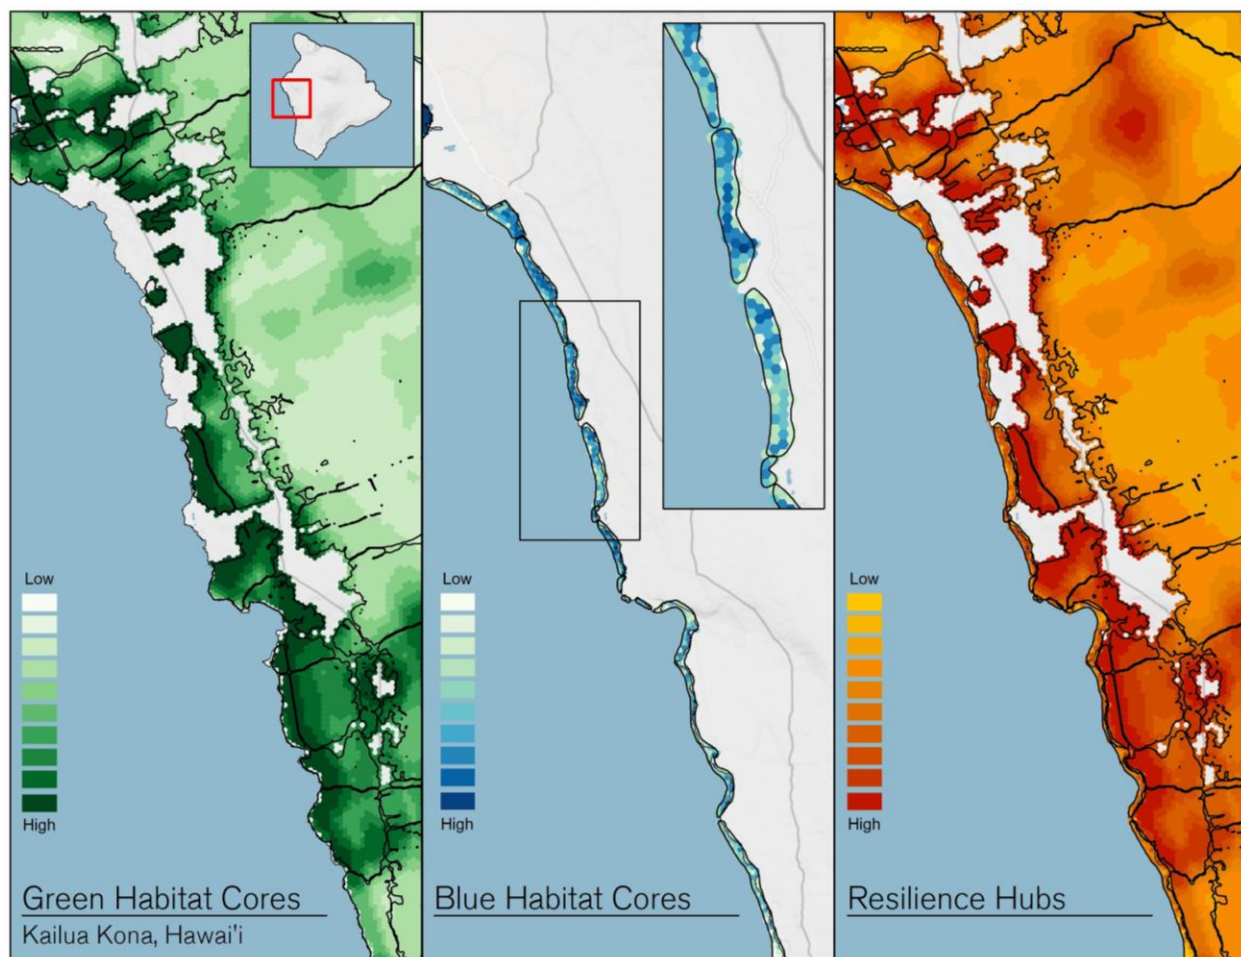 Low
High
Green Habitat Cores
Kailua Kona, Hawai'i
Low
High
Blue Habitat Cores
Low
High
Resilience Hubs